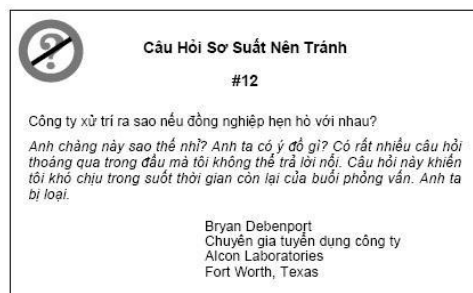 Câu Hỏi Sơ Suất Nên Tránh
#12
Công ty xử trí ra sao nếu đồng nghiệp hẹn hò với nhau?
Anh chàng này sao thế nhỉ? Anh ta có ý đồ gì? Có rất nhiều câu hỏi
thoáng qua trong đầu mà tôi không thể trả lời nổi. Câu hỏi này khiến
tôi khó chịu trong suốt thời gian còn lại của buổi phỏng vấn. Anh ta
bị loại.
Bryan Debenport
Chuyên gia tuyển dụng công ty
Alcon Laboratories
Fort Worth, Texas